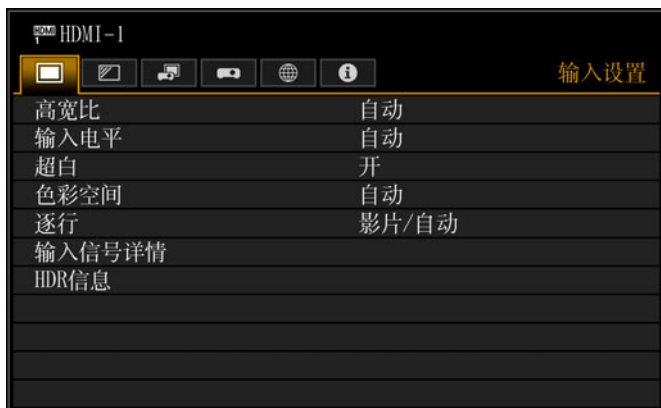 HDMI 1 HDMI-1
输入设置
高宽比 自动
输入电平 自动
超白 开
色彩空间 自动
逐行 影片/自动
输入信号详情
HDR信息